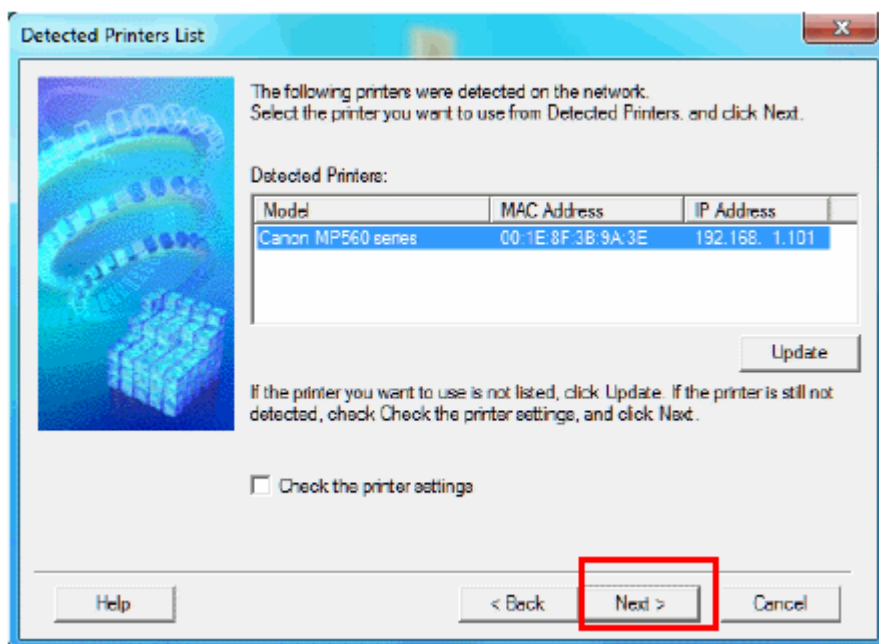 Detected Printers List
The following printers were detected on the network.
Select the printer you want to use from Detected Printers. and click Next.
Detected Printers:
Model MAC Address IP Address
Canon MP560 series 00:1E:8F:3B:9A:3E 192.168. 1.101
Update
If the printer you want to use is not listed, click Update. If the printer is still not
detected, check Check the printer settings, and click Next.
Check the printer settings
Help < Back Next > Cancel